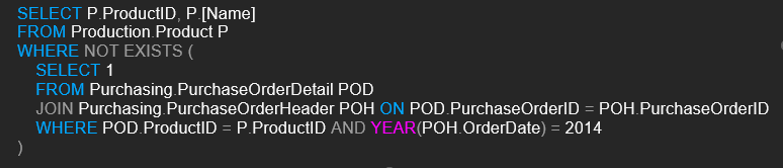 SELECT P.ProductID, P.[Name]
FROM Production.Product P
WHERE NOT EXISTS (
SELECT 1
FROM Purchasing.PurchaseOrderDetail POD
JOIN Purchasing.PurchaseOrderHeader POH ON POD.PurchaseOrderID = POH.PurchaseOrderID
WHERE POD.ProductID = P.ProductID AND YEAR(POH.OrderDate) = 2014
)